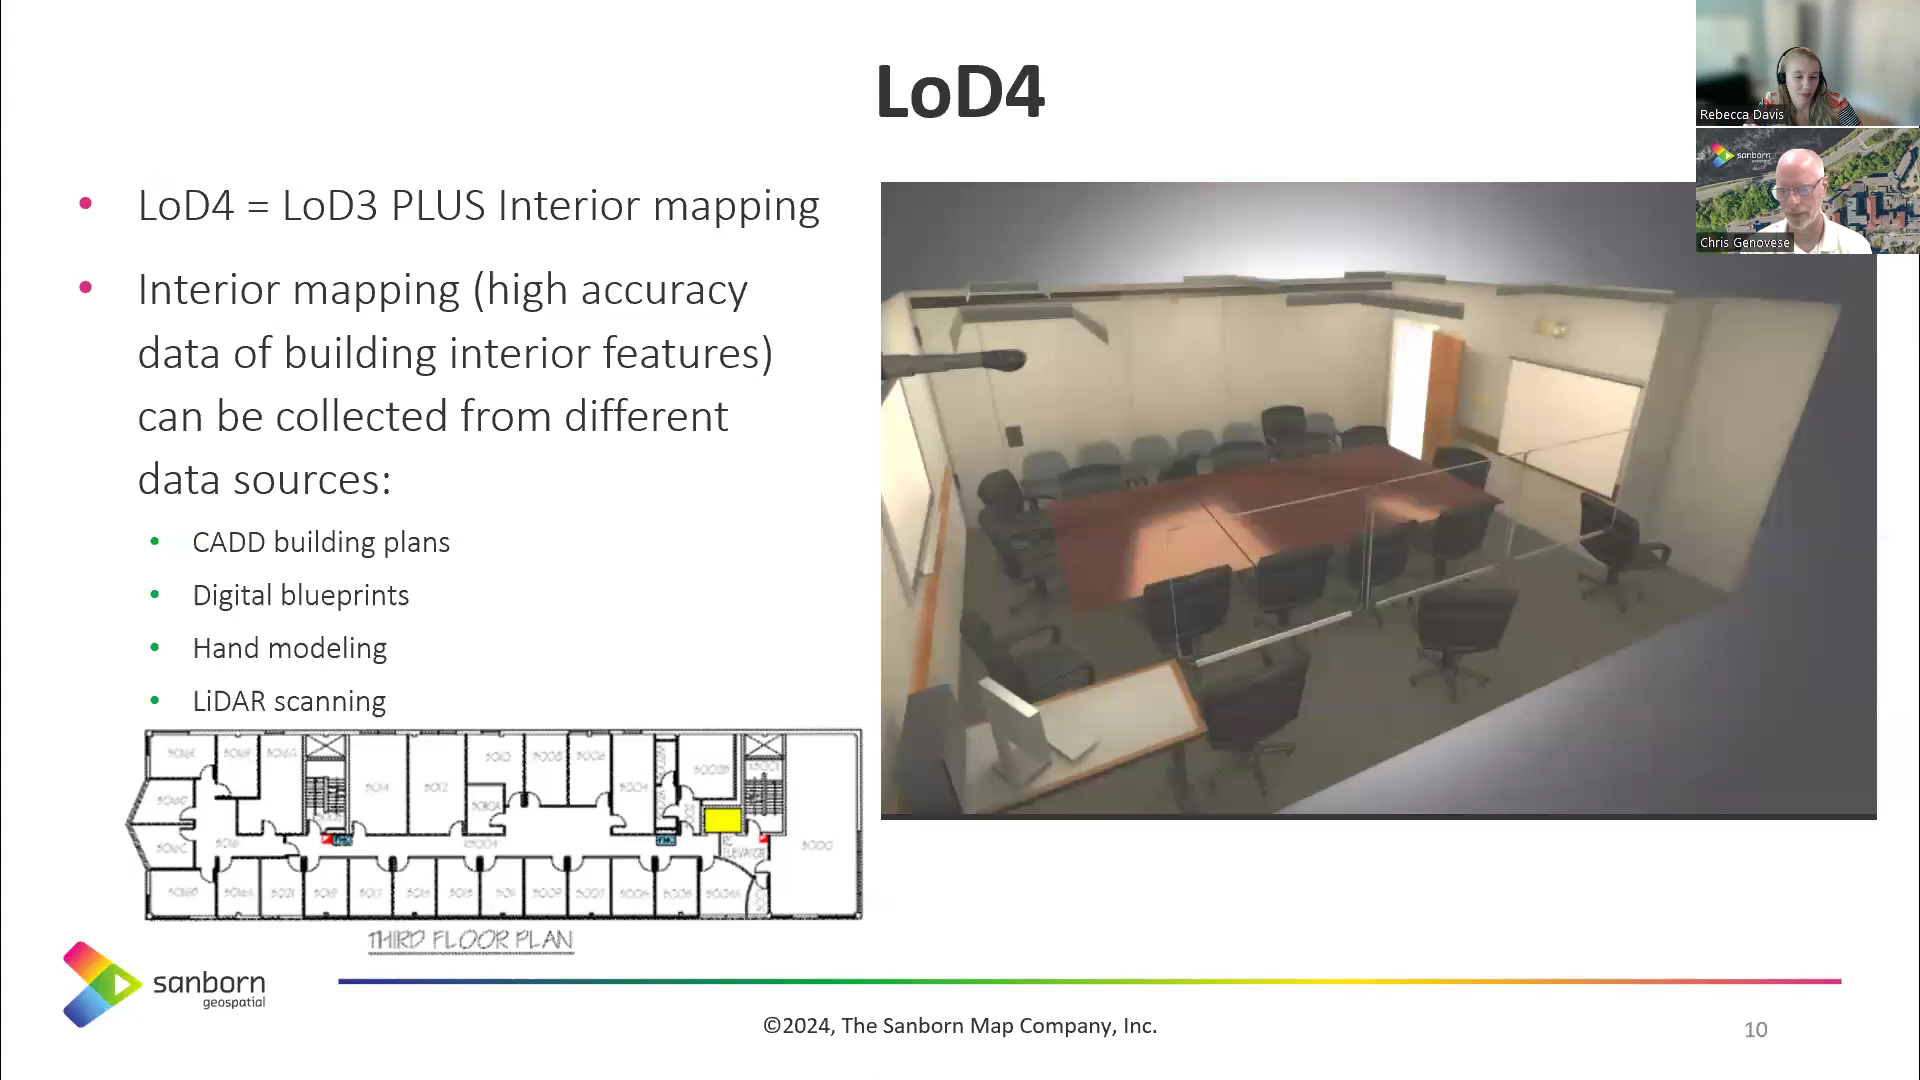 LoD4
Rebecca Davis
sanborn
Chris Genovese
• LoD4 = LoD3 PLUS Interior mapping
• Interior mapping (high accuracy
data of building interior features)
can be collected from different
data sources:
• CADD building plans
• Digital blueprints
• Hand modeling
• LiDAR scanning
THIRD FLOOR PLAN
sanborn
geospatial
©2024, The Sanborn Map Company, Inc.
10